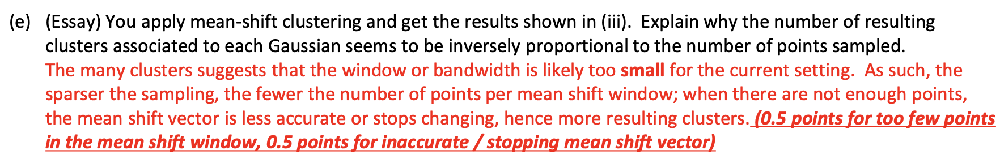 (e) (Essay) You apply mean-shift clustering and get the results shown in (iii). Explain why the number of resulting
clusters associated to each Gaussian seems to be inversely proportional to the number of points sampled.
The many clusters suggests that the window or bandwidth is likely too small for the current setting. As such, the
sparser the sampling, the fewer the number of points per mean shift window; when there are not enough points,
the mean shift vector is less accurate or stops changing, hence more resulting clusters. (0.5 points for too few points
in the mean shift window, 0.5 points for inaccurate / stopping mean shift vector)